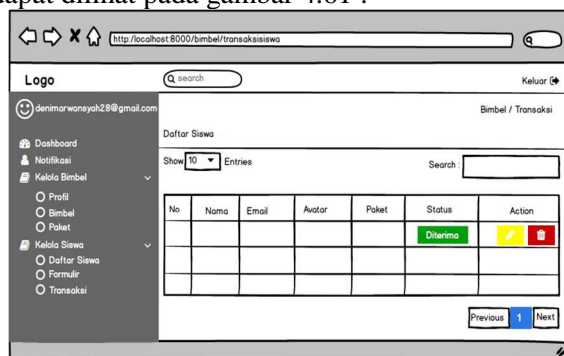 dapat dilihat pada gambar 4.61 :
http://localhost:8000/bimbel/transaksisiswa
Logo
search
Keluar
denimarwansyah28@gmail.com
Bimbel / Transaksi
Dashboard
Notifikasi
Kelola Bimbel
Profil
Bimbel
Paket
Kelola Siswa
Daftar Siswa
Formulir
Transaksi
Daftar Siswa
Show 10 Entries
Search :
No Nama Email Avatar Paket Status Action
Diterima
Previous 1 Next